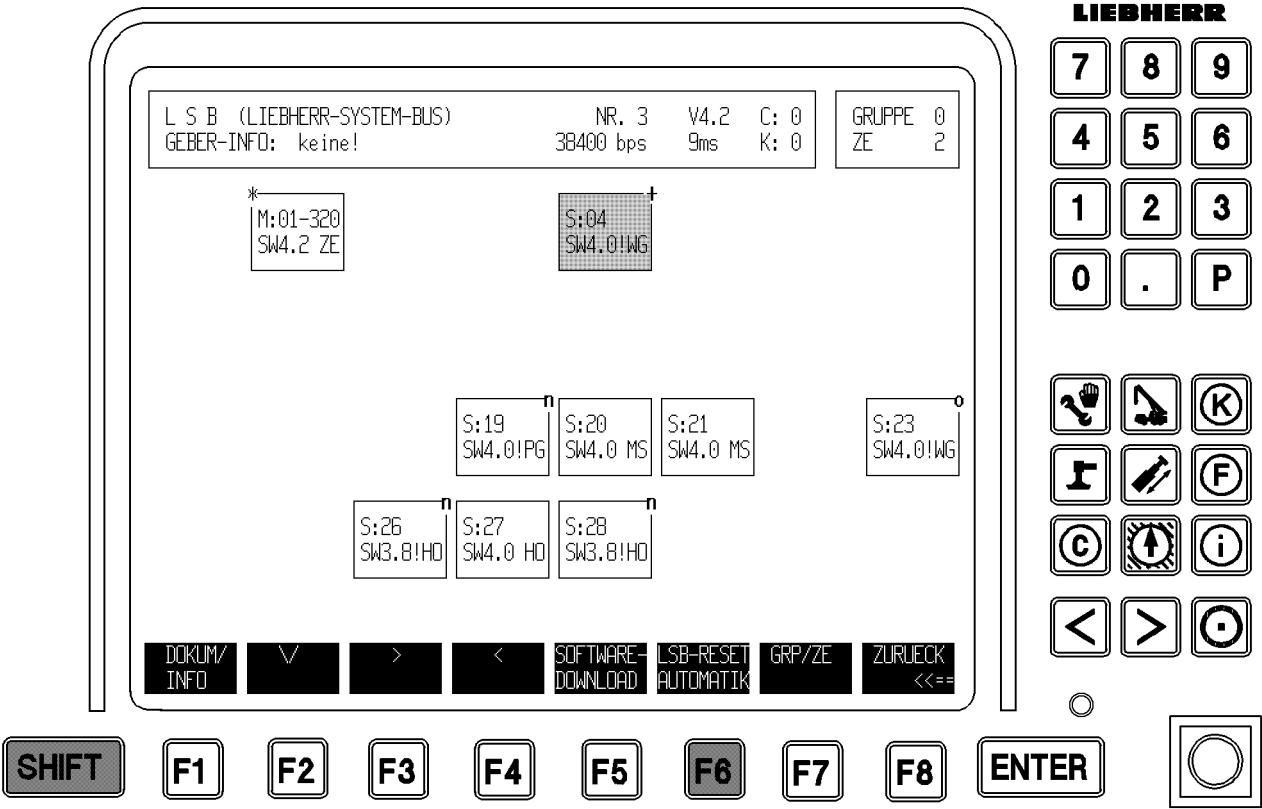 LIEBHERR
L S B (LIEBHERR-SYSTEM-BUS) NR. 3 V4.2 C: 0
GEBER-INFO: keine! 38400 bps 9ms K: 0
GRUPPE 0
ZE 2
*
M:01-320
SW4.2 ZE
+
S:04
SW4.0!WG
n
S:19
SW4.0!PG
S:20
SW4.0 MS
S:21
SW4.0 MS
o
S:23
SW4.0!WG
n
S:26
SW3.8!HO
S:27
SW4.0 HO
n
S:28
SW3.8!HO
DOKUM/
INFO
\/
>
<
SOFTWARE-
DOWNLOAD
LSB-RESET
AUTOMATIK
GRP/ZE
ZURUECK
<<==
7 8 9
4 5 6
1 2 3
0 . P
K
F
C i
< >
SHIFT F1 F2 F3 F4 F5 F6 F7 F8 ENTER